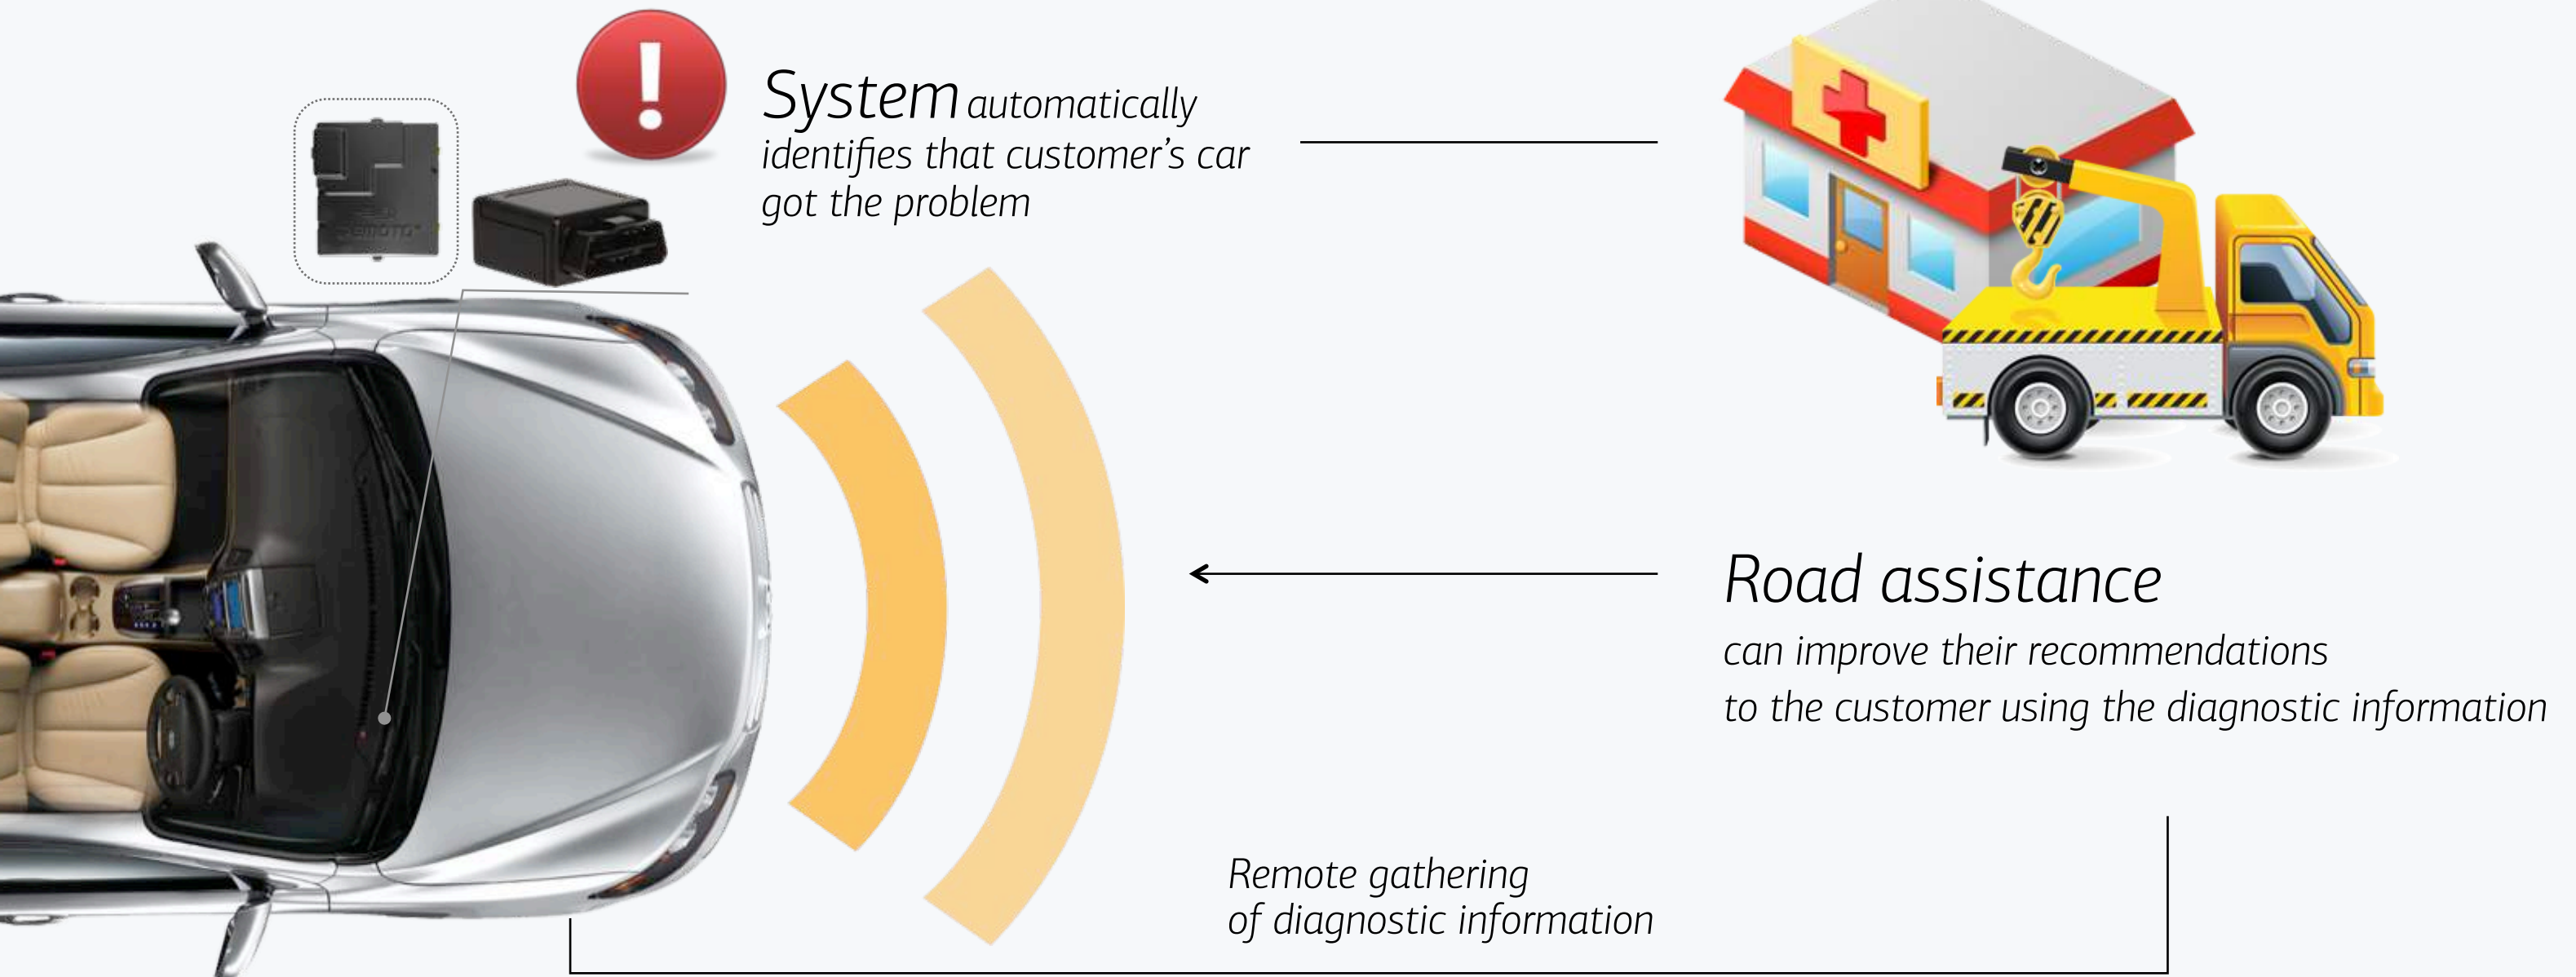 System automatically
identifies that customer’s car
got the problem
Road assistance
can improve their recommendations
to the customer using the diagnostic information
Remote gathering
of diagnostic information